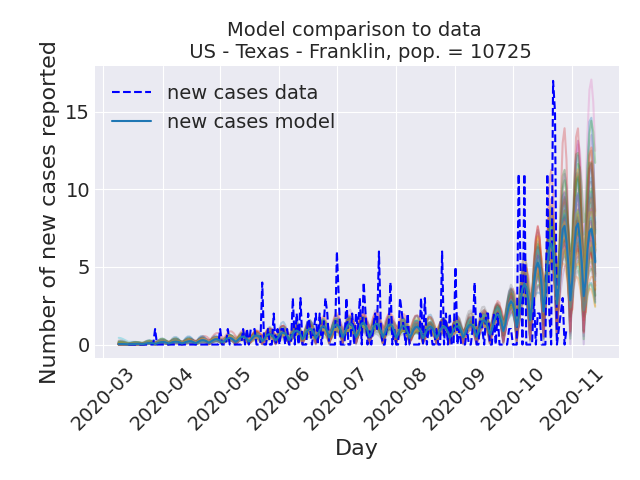 Model comparison to data
US - Texas - Franklin, pop. = 10725
Number of new cases reported
15
10
5
0
new cases data
new cases model
2020-03
2020-04
2020-05
2020-06
2020-07
2020-08
2020-09
2020-10
2020-11
Day